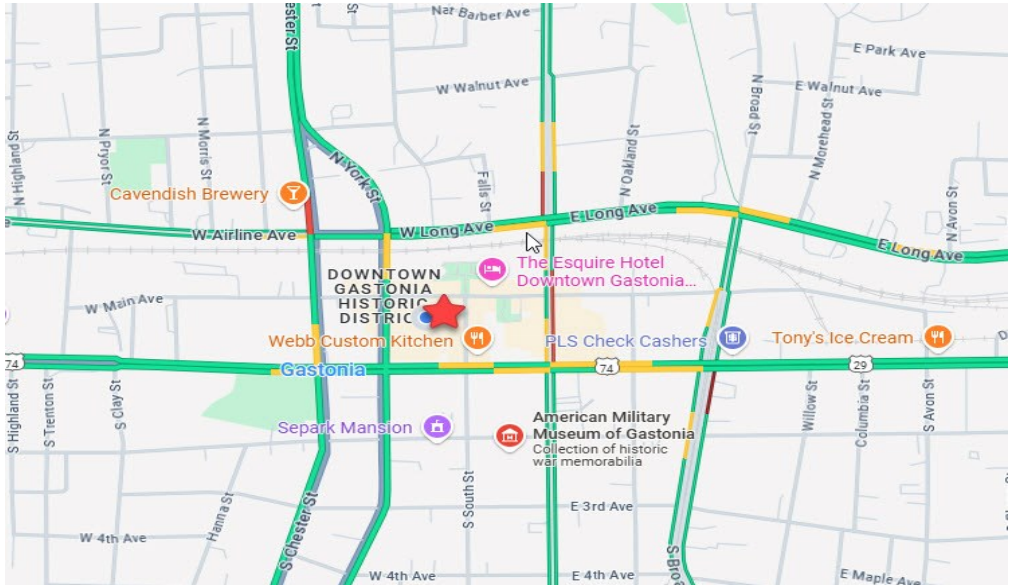 ester St
St
Nat Barber Ave
E Park Ave
W Walnut Ave
E Walnut Ave
N Broad St
N Morehead St
N Highland St
N Pryor St
N Morris St
N York St
Falls St
N Oakland St
N Avon St
Cavendish Brewery
W Airline Ave
W Long Ave
E Long Ave
E Long Ave
DOWNTOWN
GASTONIA
HISTORIC
DISTRIC
The Esquire Hotel
Downtown Gastonia...
W Main Ave
Webb Custom Kitchen
PLS Check Cashers
Tony's Ice Cream
74
Gastonia
74
29
S Highland St
S Trenton St
S Clay St
Separk Mansion
American Military
Museum of Gastonia
Collection of historic
war memorabilia
Willow St
Columbia St
S Avon St
Hanna St
S Chester St
S South St
E 3rd Ave
W 4th Ave
W 4th Ave
E 4th Ave
S Broa
E Maple Ave